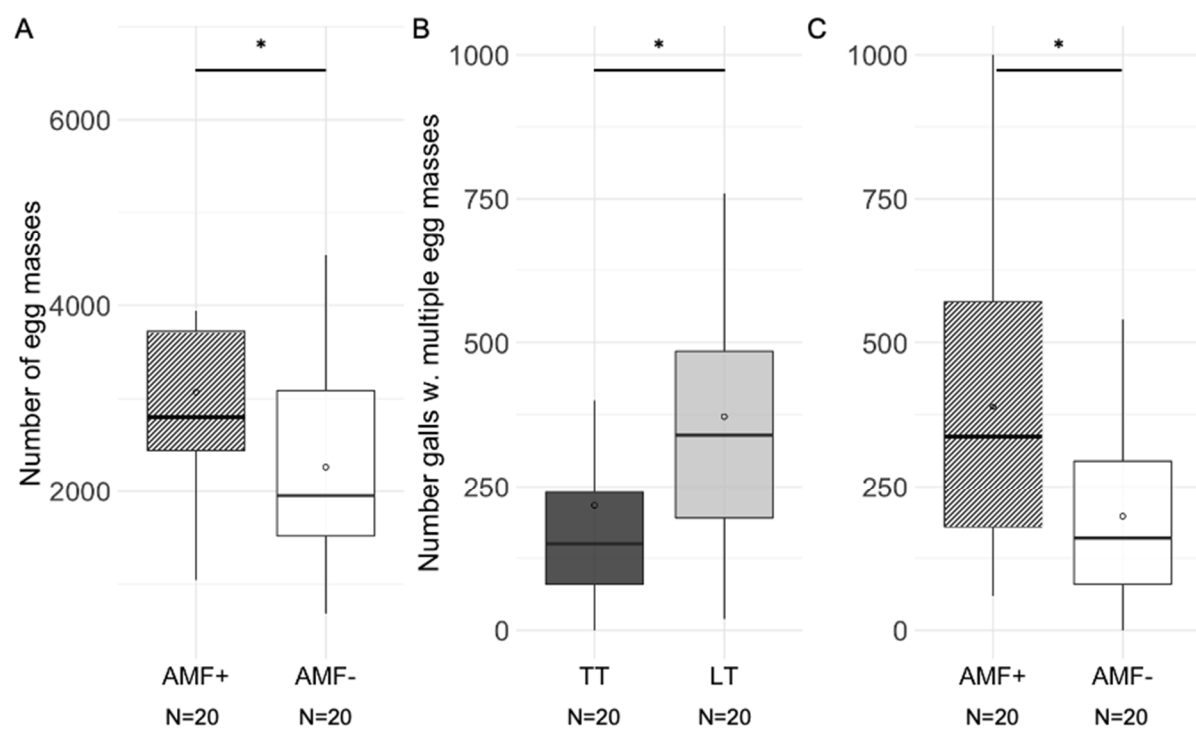 A
*
Number of egg masses
6000
4000
2000
AMF+ AMF-
N=20 N=20
B
*
Number galls w. multiple egg masses
1000
750
500
250
0
TT LT
N=20 N=20
C
*
1000
750
500
250
0
AMF+ AMF-
N=20 N=20